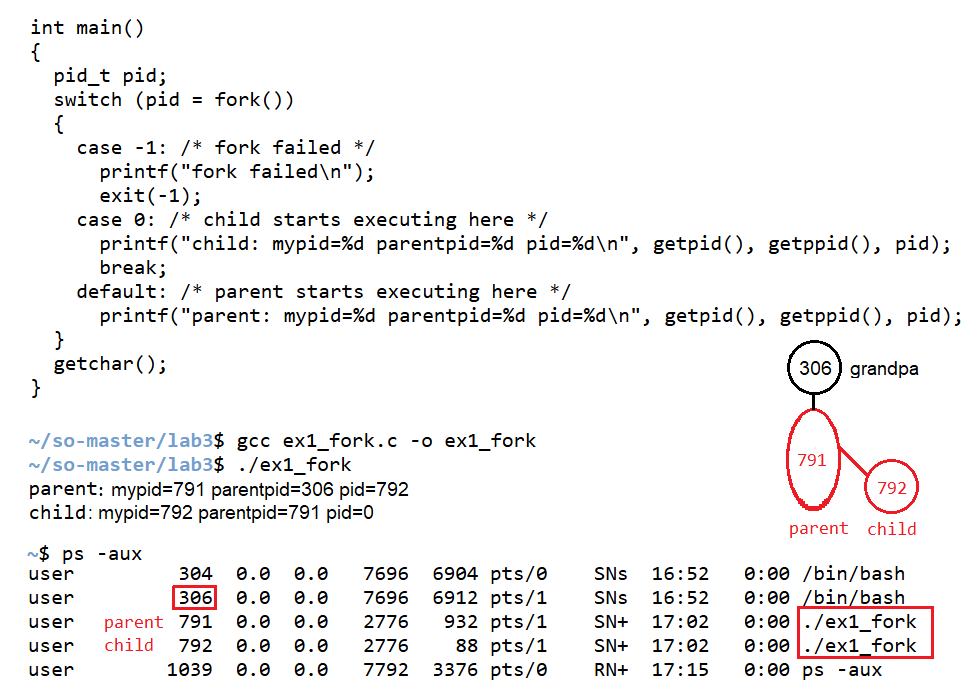 int main()
{
  pid_t pid;
  switch (pid = fork())
  {
    case -1: /* fork failed */
      printf("fork failed\n");
      exit(-1);
    case 0: /* child starts executing here */
      printf("child: mypid=%d parentpid=%d pid=%d\n", getpid(), getppid(), pid);
      break;
    default: /* parent starts executing here */
      printf("parent: mypid=%d parentpid=%d pid=%d\n", getpid(), getppid(), pid);
  }
  getchar();
}
306 grandpa
791
792
parent child
~/so-master/lab3$ gcc ex1_fork.c -o ex1_fork
~/so-master/lab3$ ./ex1_fork
parent: mypid=791 parentpid=306 pid=792
child: mypid=792 parentpid=791 pid=0
~$ ps -aux
user 304 0.0 0.0 7696 6904 pts/0 SNs 16:52 0:00 /bin/bash
user 306 0.0 0.0 7696 6912 pts/1 SNs 16:52 0:00 /bin/bash
user parent 791 0.0 0.0 2776 932 pts/1 SN+ 17:02 0:00 ./ex1_fork
user child 792 0.0 0.0 2776 88 pts/1 SN+ 17:02 0:00 ./ex1_fork
user 1039 0.0 0.0 7792 3376 pts/0 RN+ 17:15 0:00 ps -aux